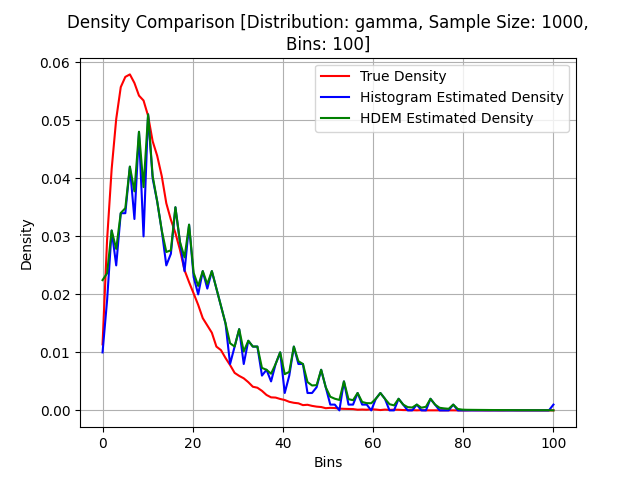 Density Comparison [Distribution: gamma, Sample Size: 1000,
Bins: 100]
True Density
Histogram Estimated Density
HDEM Estimated Density
Density
0.06
0.05
0.04
0.03
0.02
0.01
0.00
0 20 40 60 80 100
Bins